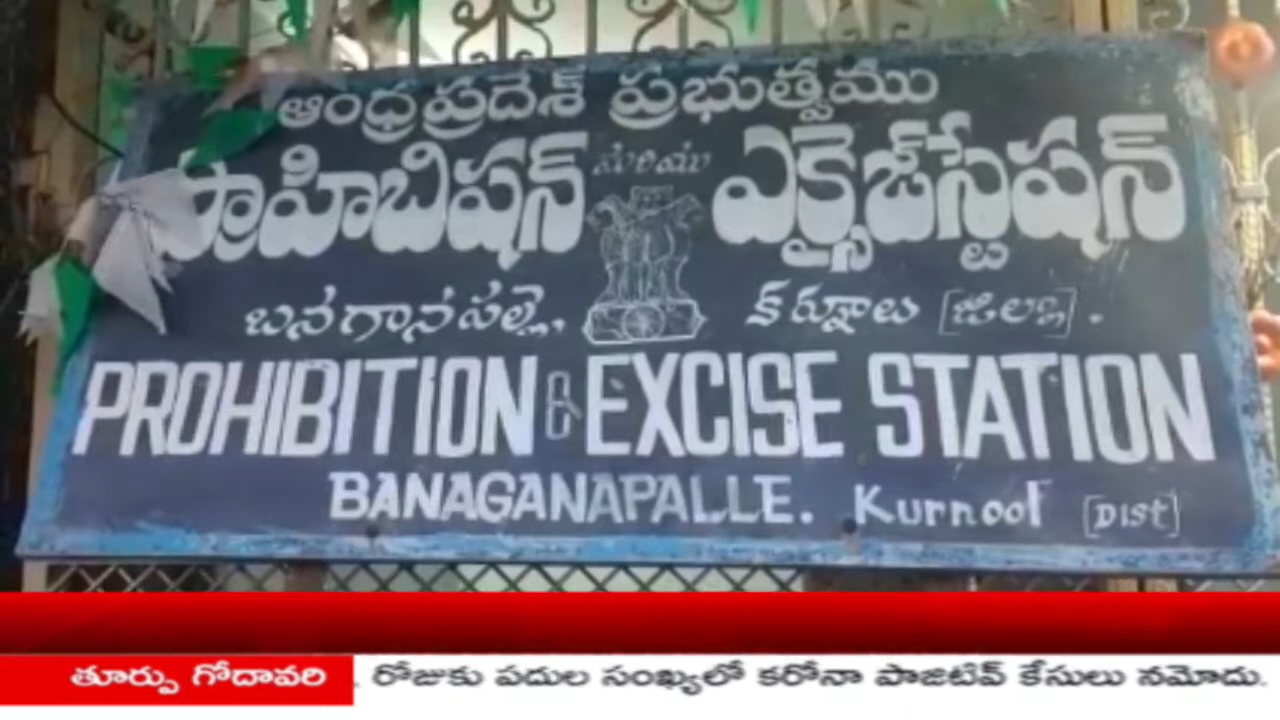 ఆంధ్రప్రదేశ్ ప్రభుత్వము
ప్రొహిబిషన్ మరియు ఎక్సైజ్ స్టేషన్
బనగానపల్లె, కర్నూలు [జిల్లా].
PROHIBITION & EXCISE STATION
BANAGANAPALLE. Kurnool [DIST]
తూర్పు గోదావరి . రోజుకు పదుల సంఖ్యలో కరోనా పాజిటివ్ కేసులు నమోదు.